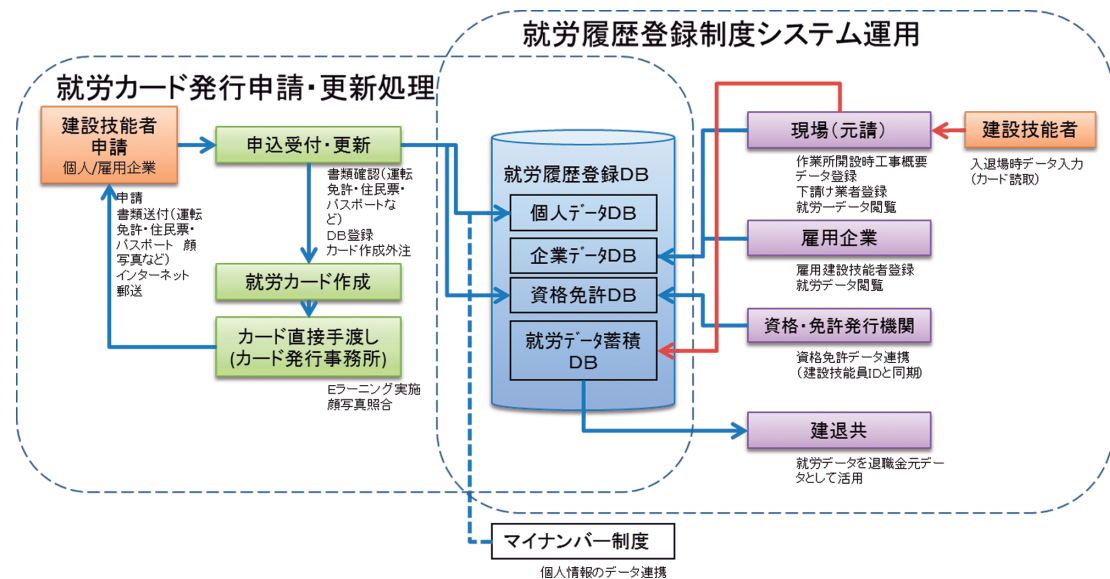 就労履歴登録制度システム運用
就労カード発行申請・更新処理
建設技能者
申請
個人/雇用企業
申請
書類送付(運転
免許・住民票・
パスポート　顔
写真など)
インターネット
郵送
申込受付・更新
書類確認(運転
免許・住民票・
パスポートな
ど)
DB登録
カード作成外注
就労カード作成
カード直接手渡し
(カード発行事務所)
Eラーニング実施
顔写真照合
就労履歴登録DB
個人データDB
企業データDB
資格免許DB
就労データ蓄積
DB
現場(元請)
作業所開設時工事概要
データ登録
下請け業者登録
就労一データ閲覧
建設技能者
入退場時データ入力
(カード読取)
雇用企業
雇用建設技能者登録
就労データ閲覧
資格・免許発行機関
資格免許データ連携
(建設技能員IDと同期)
建退共
就労データを退職金元デー
タとして活用
マイナンバー制度
個人情報のデータ連携